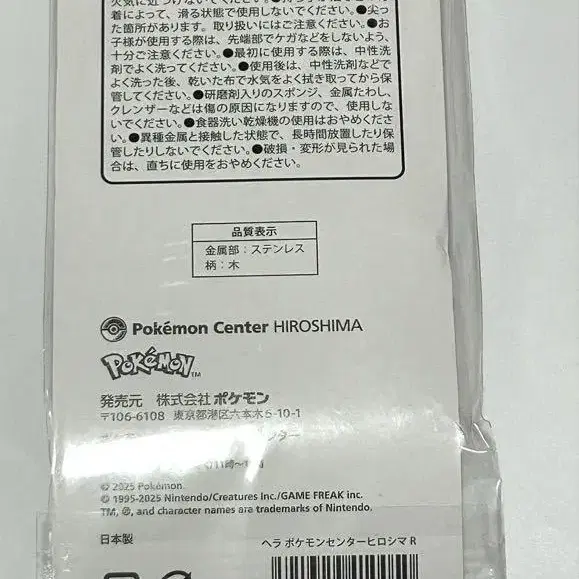 着によって、滑る状態で使用しないでください。●尖っ
た箇所があります。取り扱いにはご注意ください。●お
子様が使用する際は、先端部でケガなどをしないよう、
十分ご注意ください。●最初に使用する際は、中性洗
剤でよく洗ってください。●使用後は、中性洗剤などで
よく洗った後、乾いた布で水気をよく拭き取ってから保
管してください。●研磨剤入りのスポンジ、金属たわし、
クレンザーなどは傷の原因になりますので、使用しな
いでください。●食器洗い乾燥機の使用はおやめくださ
い。●異種金属と接触した状態で、長時間放置したり保
管したりしないでください。●破損・変形が見られた場
合は、直ちに使用をおやめください。
品質表示
金属部：ステンレス
柄：木
Pokémon Center HIROSHIMA
POKéMON™
発売元 株式会社ポケモン
〒106-6108 東京都港区六本木6-10-1
ンター
© 2025 Pokémon.
© 1995-2025 Nintendo/Creatures Inc./GAME FREAK inc.
TM, ®, and character names are trademarks of Nintendo.
日本製
ヘラ ポケモンセンターヒロシマ R